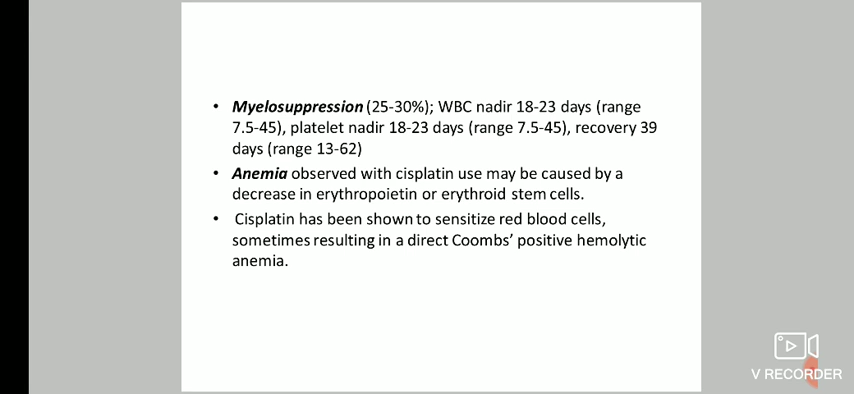 • Myelosuppression (25-30%); WBC nadir 18-23 days (range
7.5-45), platelet nadir 18-23 days (range 7.5-45), recovery 39
days (range 13-62)
• Anemia observed with cisplatin use may be caused by a
decrease in erythropoietin or erythroid stem cells.
• Cisplatin has been shown to sensitize red blood cells,
sometimes resulting in a direct Coombs’ positive hemolytic
anemia.
V RECORDER